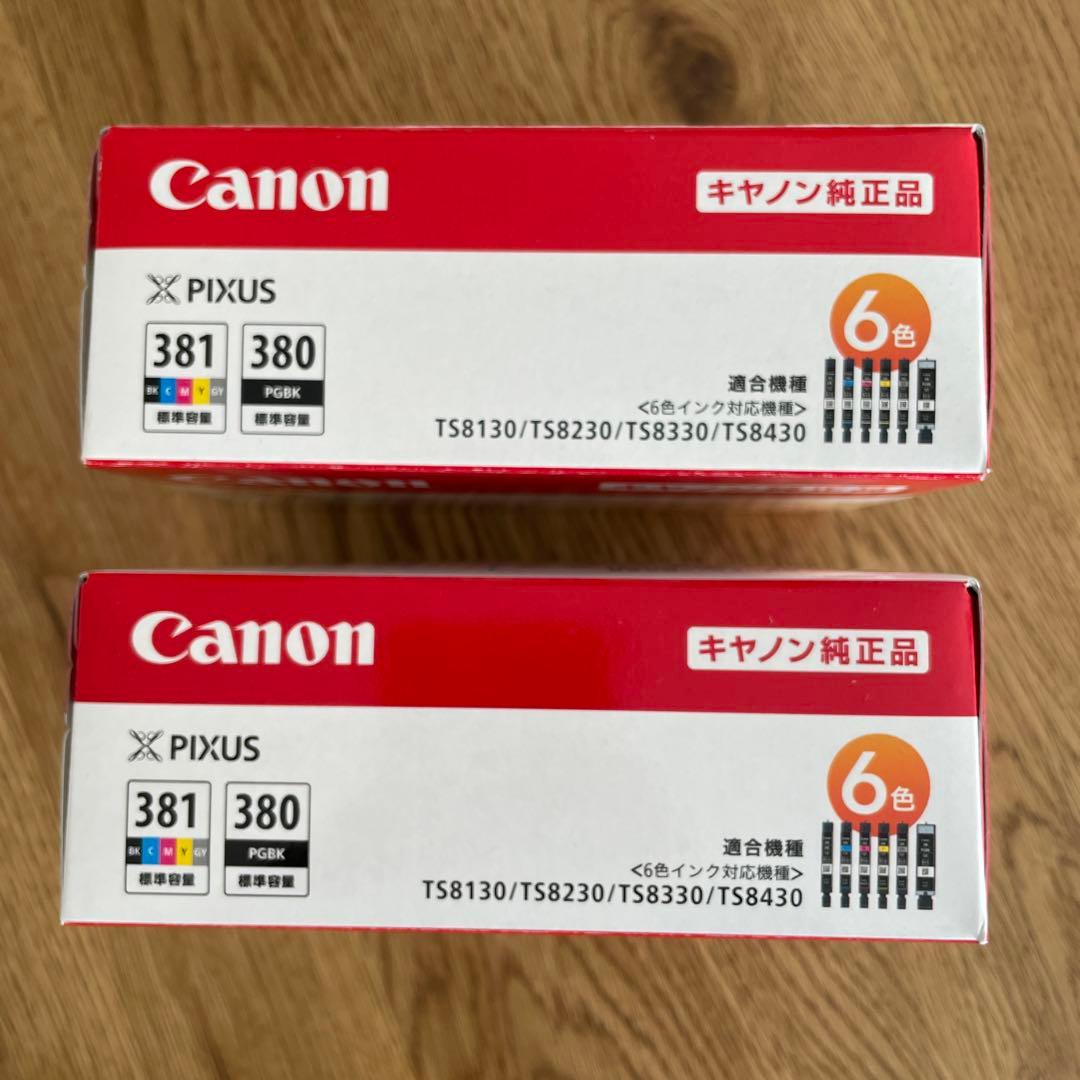 Canon
キヤノン純正品
PIXUS
6色
381
BK C M Y GY
標準容量
380
PGBK
標準容量
適合機種
<6色インク対応機種>
TS8130/TS8230/TS8330/TS8430
Canon
Canon
キヤノン純正品
PIXUS
6色
381
BK C M Y GY
標準容量
380
PGBK
標準容量
適合機種
<6色インク対応機種>
TS8130/TS8230/TS8330/TS8430